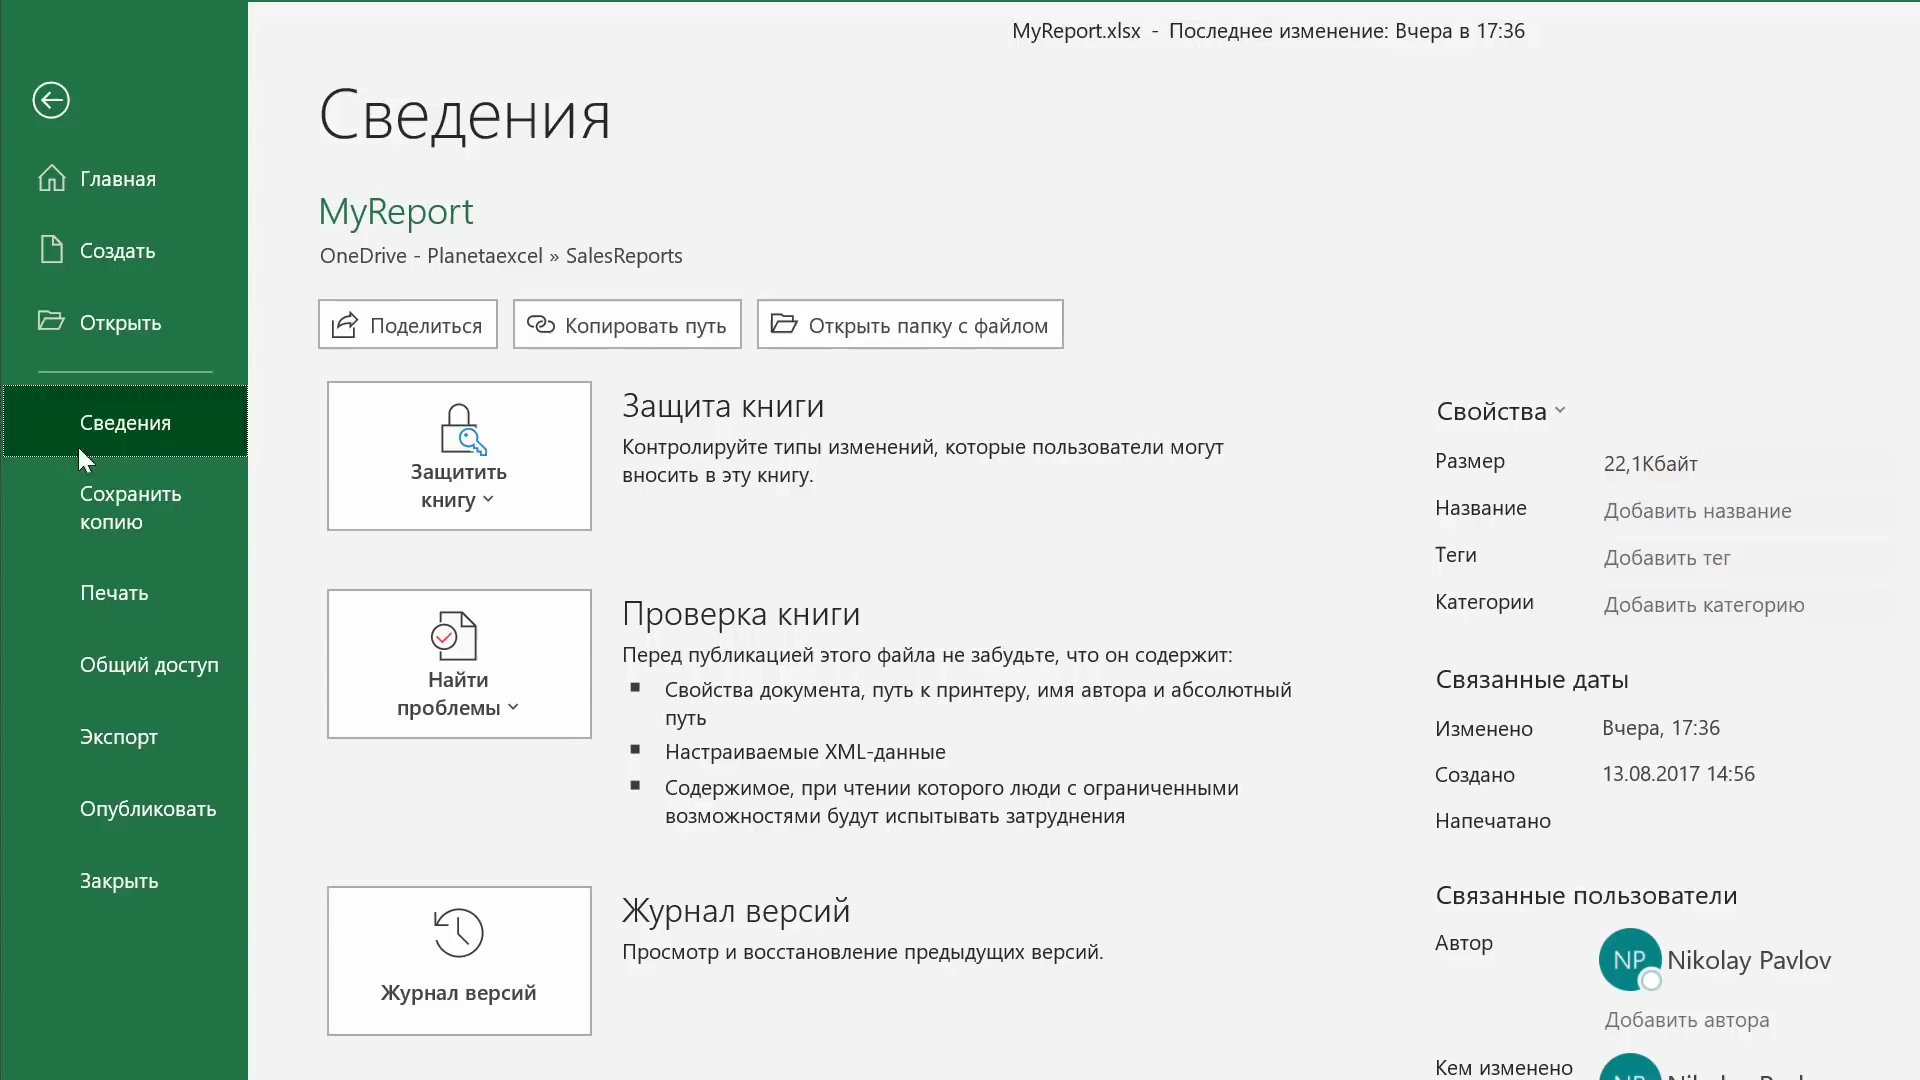 MyReport.xlsx - Последнее изменение: Вчера в 17:36
Главная
Создать
Открыть
Сведения
Сохранить
копию
Печать
Общий доступ
Экспорт
Опубликовать
Закрыть
Сведения
MyReport
OneDrive - Planetaexcel » SalesReports
Поделиться
Копировать путь
Открыть папку с файлом
Защитить
книгу
Защита книги
Контролируйте типы изменений, которые пользователи могут
вносить в эту книгу.
Найти
проблемы
Проверка книги
Перед публикацией этого файла не забудьте, что он содержит:
Свойства документа, путь к принтеру, имя автора и абсолютный
путь
Настраиваемые XML-данные
Содержимое, при чтении которого люди с ограниченными
возможностями будут испытывать затруднения
Журнал версий
Журнал версий
Просмотр и восстановление предыдущих версий.
Свойства
Размер 22,1Кбайт
Название Добавить название
Теги Добавить тег
Категории Добавить категорию
Связанные даты
Изменено Вчера, 17:36
Создано 13.08.2017 14:56
Напечатано
Связанные пользователи
Автор NP Nikolay Pavlov
Добавить автора
Кем изменено